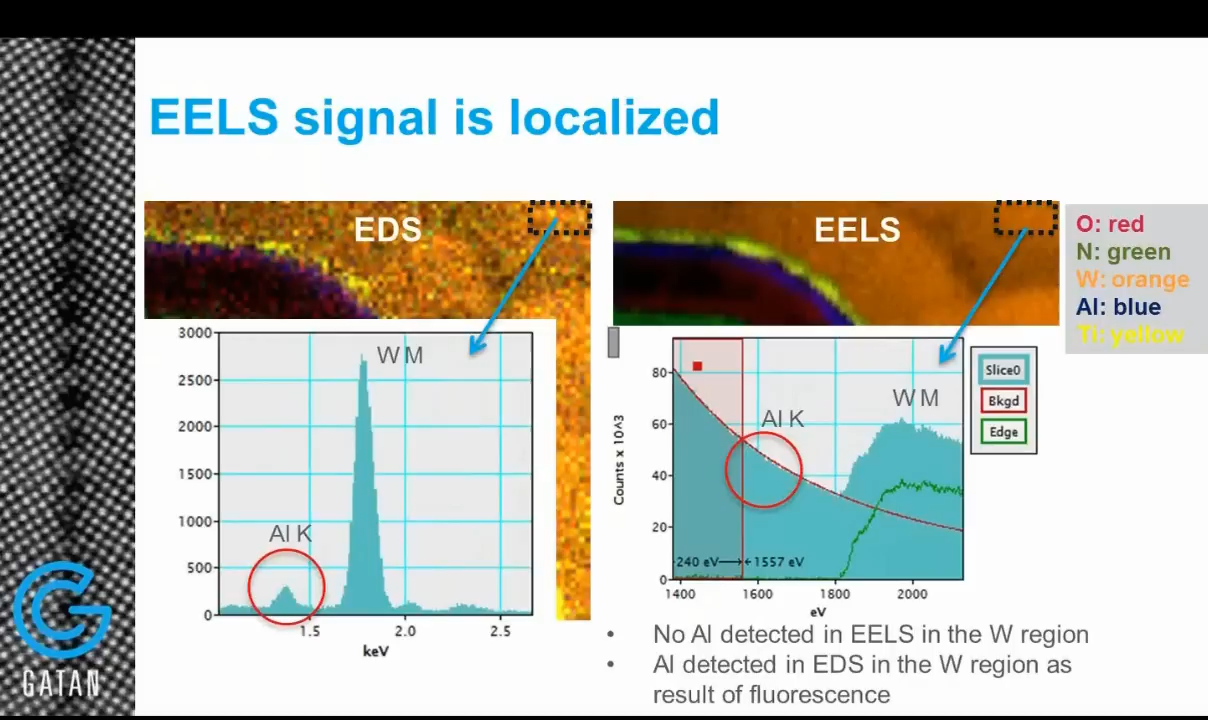 EELS signal is localized
EDS
EELS
O: red
N: green
W: orange
Al: blue
Ti: yellow
3000
2500
2000
1500
1000
500
0
W M
Al K
1.5
2.0
2.5
keV
Counts x 10^3
80
60
40
20
0
Al K
W M
240 eV
1557 eV
1400
1600
1800
2000
eV
Slice0
Bkgd
Edge
• No Al detected in EELS in the W region
• Al detected in EDS in the W region as
result of fluorescence
GATAN